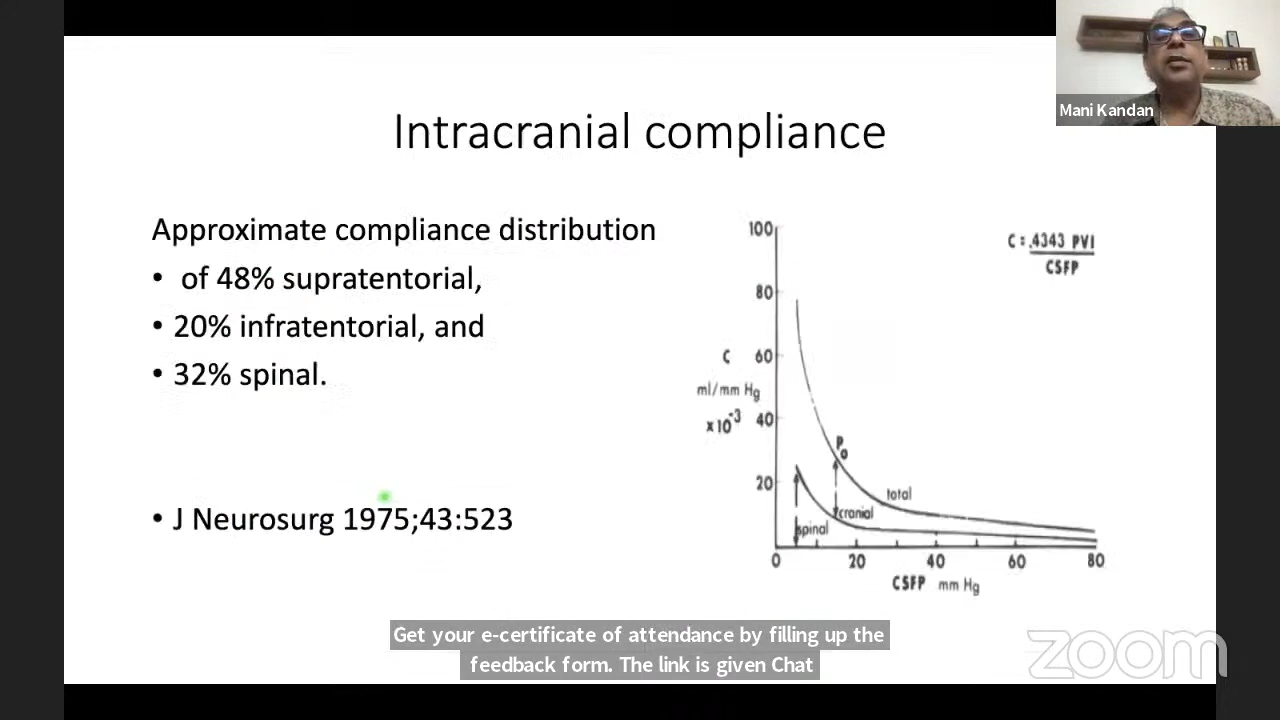 Mani Kandan
Intracranial compliance
Approximate compliance distribution
• of 48% supratentorial,
• 20% infratentorial, and
• 32% spinal.
• J Neurosurg 1975;43:523
100
80
60
40
20
C
ml/mm Hg
x10-3
C = .4343 PVI
CSFP
Po
total
cranial
spinal
0 20 40 60 80
CSFP mm Hg
Get your e-certificate of attendance by filling up the
feedback form. The link is given Chat
zoom